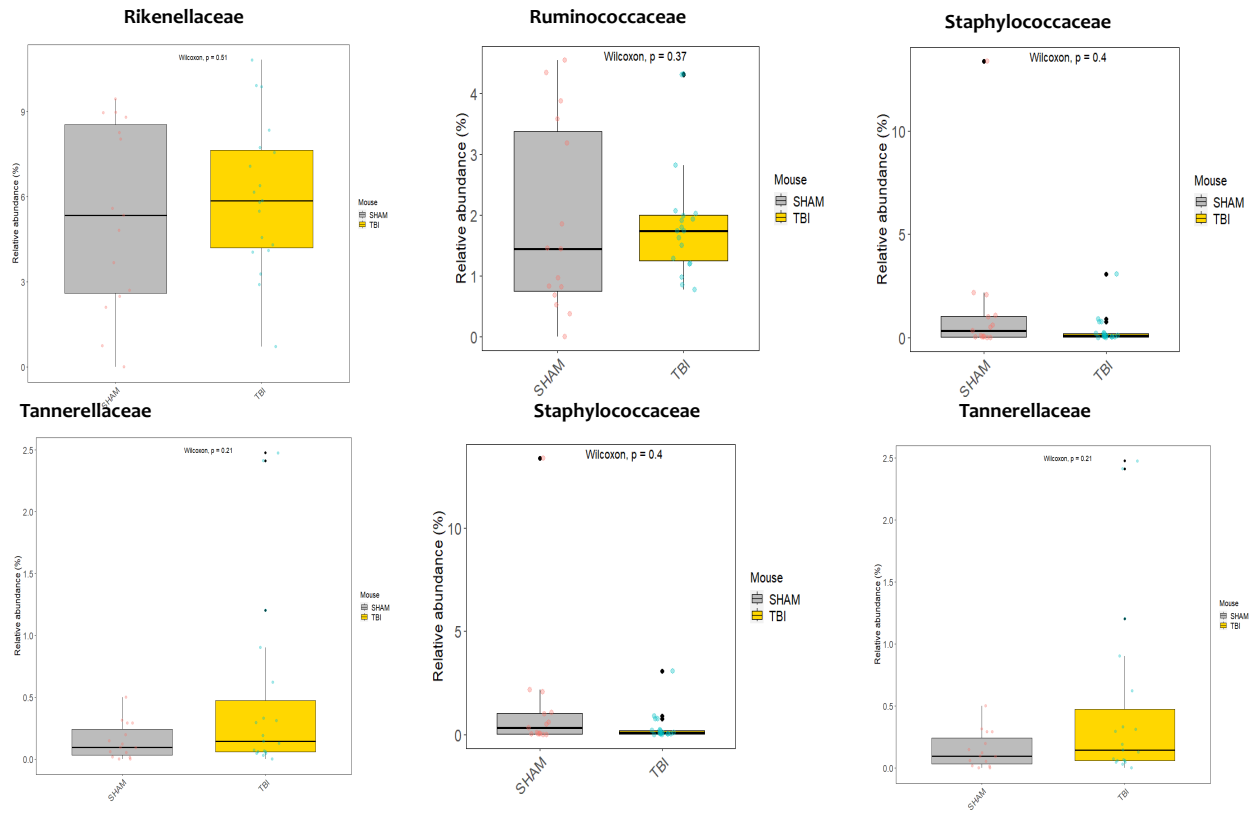 Rikenellaceae
Wilcoxon, p = 0.51
Relative abundance (%)
9
6
3
0
SHAM
TBI
Mouse
SHAM
TBI
Ruminococcaceae
Wilcoxon, p = 0.37
Relative abundance (%)
4
3
2
1
0
SHAM
TBI
Mouse
SHAM
TBI
Staphylococcaceae
Wilcoxon, p = 0.4
Relative abundance (%)
10
5
0
SHAM
TBI
Mouse
SHAM
TBI
Tannerellaceae
Wilcoxon, p = 0.21
Relative abundance (%)
2.5
2.0
1.5
1.0
0.5
0.0
SHAM
TBI
Mouse
SHAM
TBI
Staphylococcaceae
Wilcoxon, p = 0.4
Relative abundance (%)
10
5
0
SHAM
TBI
Mouse
SHAM
TBI
Tannerellaceae
Wilcoxon, p = 0.21
Relative abundance (%)
2.5
2.0
1.5
1.0
0.5
0.0
SHAM
TBI
Mouse
SHAM
TBI